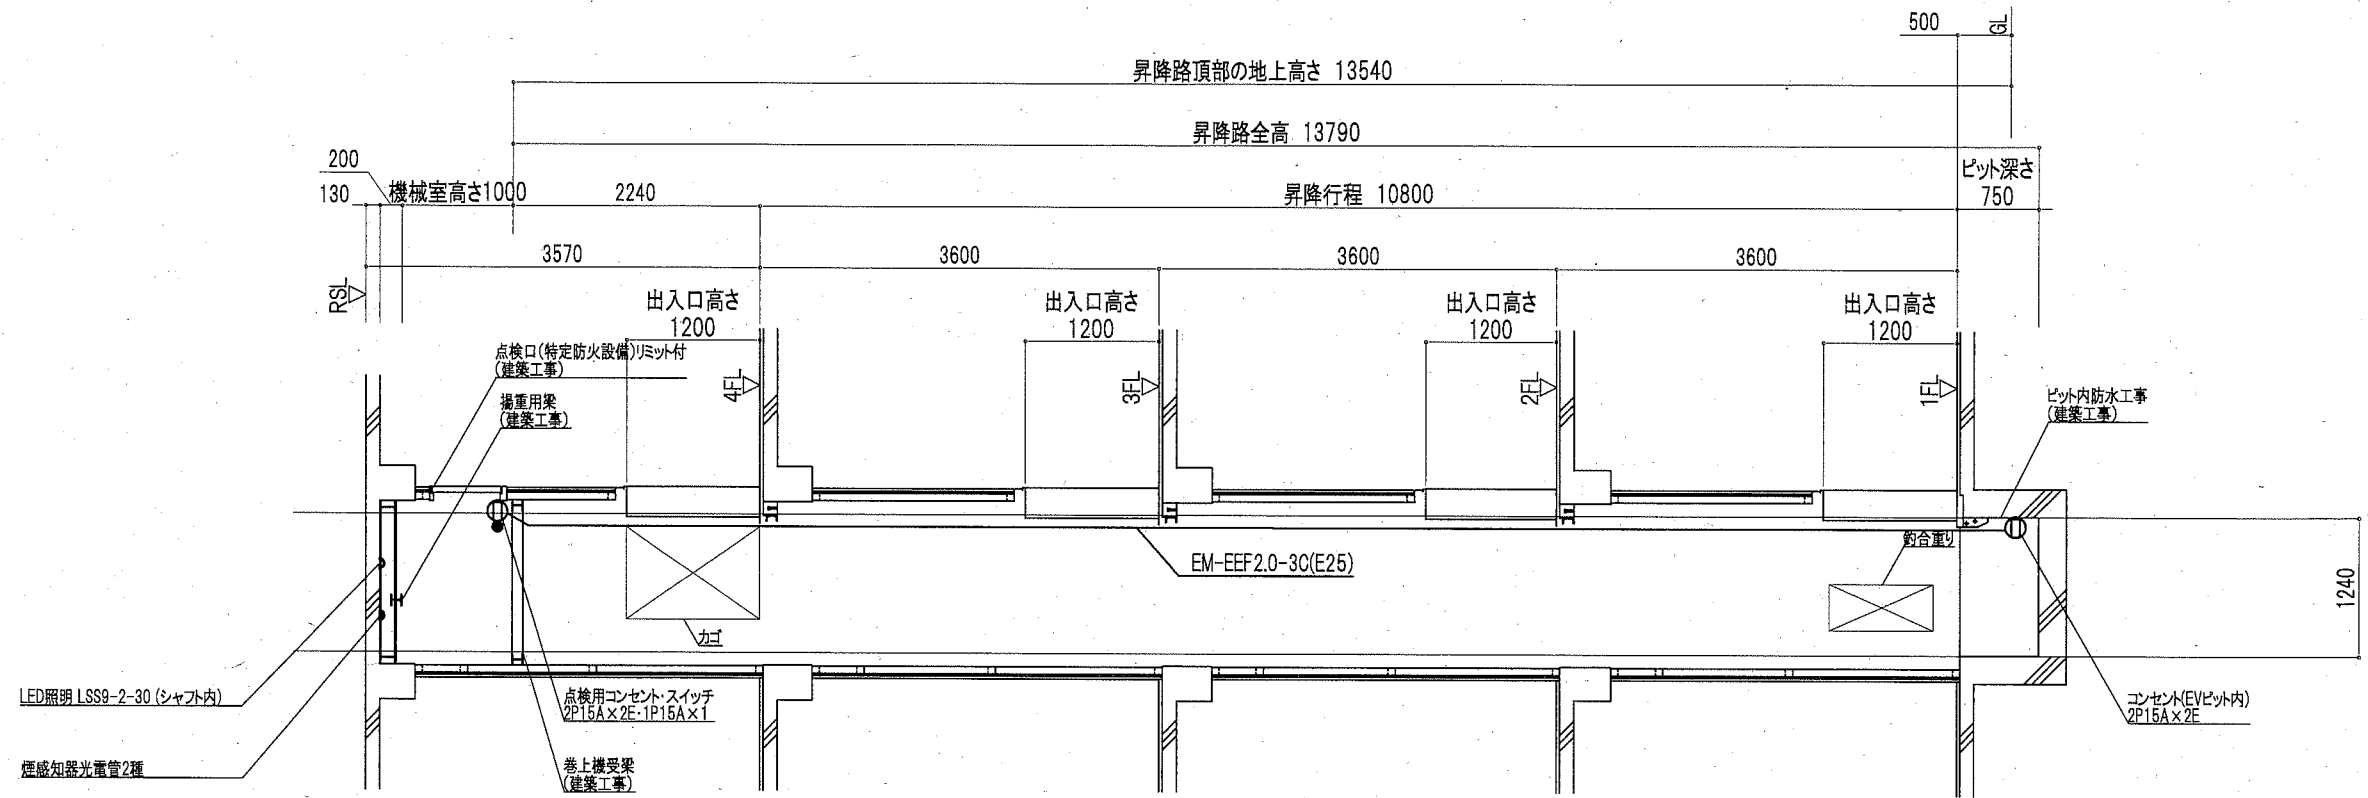 500
GL
昇降路頂部の地上高さ 13540
昇降路全高 13790
200
130
機械室高さ1000
2240
昇降行程 10800
ピット深さ
750
3570
3600
3600
3600
RSL
出入口高さ
1200
出入口高さ
1200
出入口高さ
1200
出入口高さ
1200
4FL
3FL
2FL
1FL
点検口(特定防火設備)リミット付
(建築工事)
揚重用梁
(建築工事)
ピット内防水工事
(建築工事)
EM-EEF2.0-3C(E25)
釣合重り
カゴ
1240
LED照明 LSS9-2-30 (シャフト内)
点検用コンセント・スイッチ
2P15A×2E・1P15A×1
コンセント(EVピット内)
2P15A×2E
煙感知器光電管2種
巻上機受梁
(建築工事)